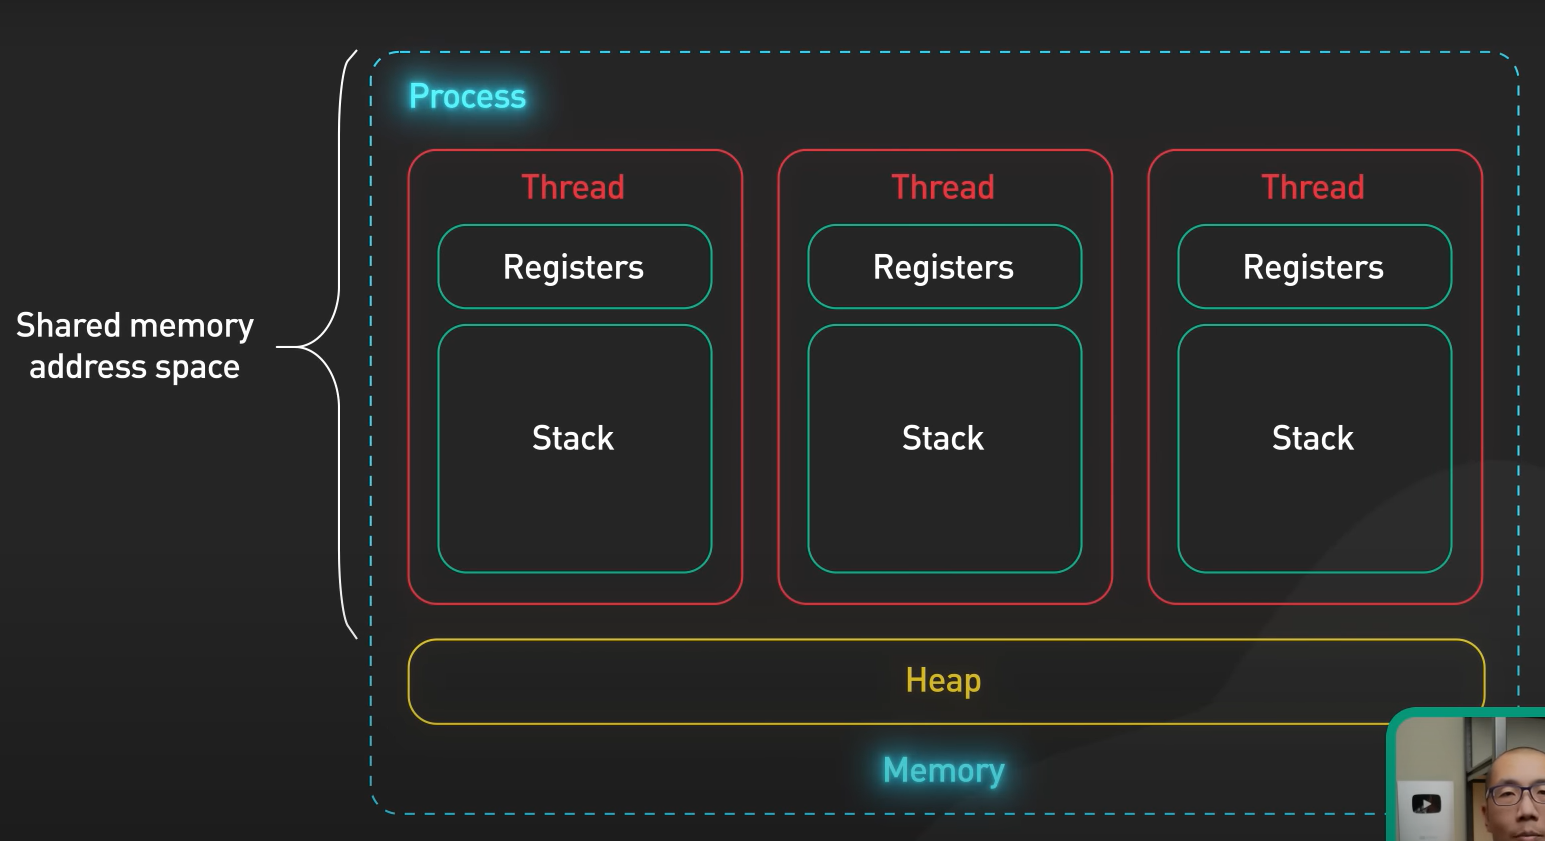 Process
Thread
Thread
Thread
Registers
Registers
Registers
Shared memory
address space
Stack
Stack
Stack
Heap
Memory